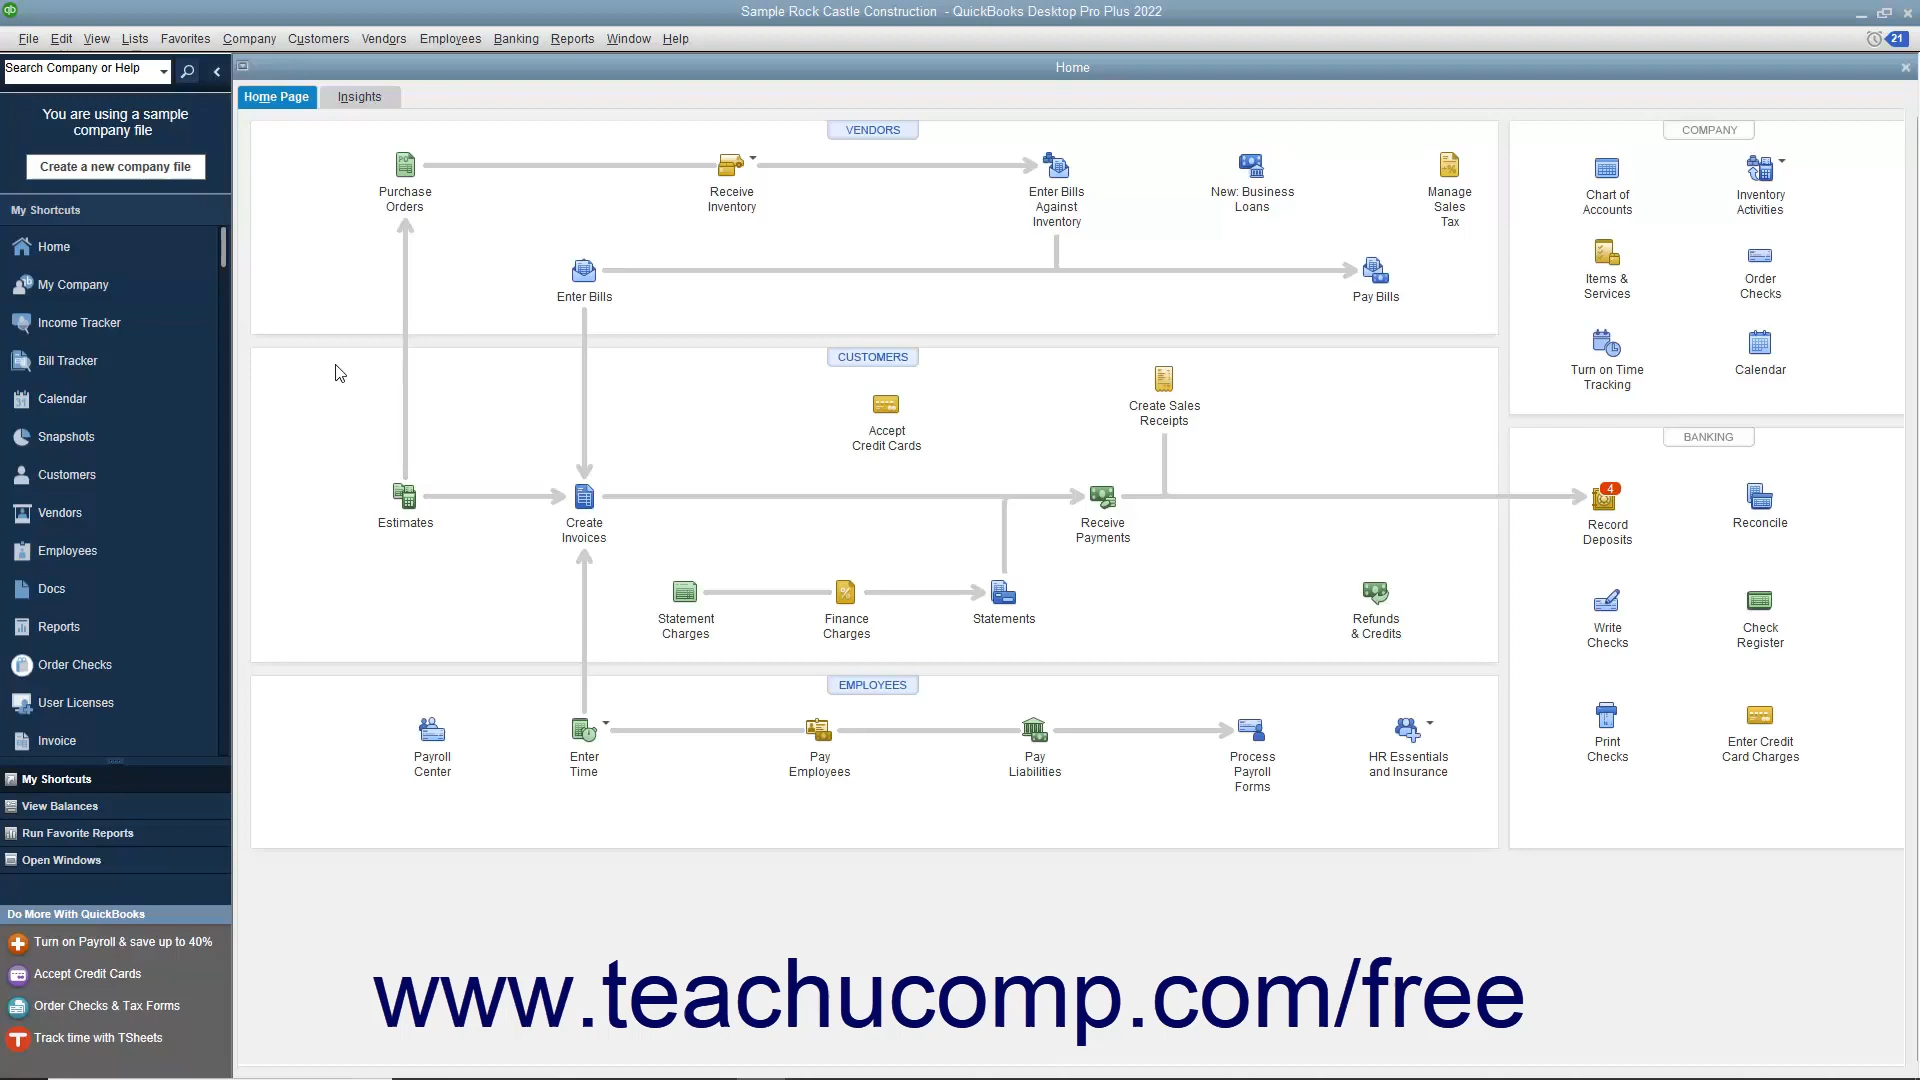 Sample Rock Castle Construction - QuickBooks Desktop Pro Plus 2022
File Edit View Lists Favorites Company Customers Vendors Employees Banking Reports Window Help
21
Search Company or Help
Home
Home Page Insights
You are using a sample
company file
Create a new company file
My Shortcuts
Home
My Company
Income Tracker
Bill Tracker
Calendar
Snapshots
Customers
Vendors
Employees
Docs
Reports
Order Checks
User Licenses
Invoice
My Shortcuts
View Balances
Run Favorite Reports
Open Windows
Do More With QuickBooks
Turn on Payroll & save up to 40%
Accept Credit Cards
Order Checks & Tax Forms
Track time with TSheets
VENDORS
Purchase
Orders
Receive
Inventory
Enter Bills
Against
Inventory
New: Business
Loans
Manage
Sales
Tax
Enter Bills
Pay Bills
CUSTOMERS
Accept
Credit Cards
Create Sales
Receipts
Estimates
Create
Invoices
Receive
Payments
Statement
Charges
Finance
Charges
Statements
Refunds
& Credits
EMPLOYEES
Payroll
Center
Enter
Time
Pay
Employees
Pay
Liabilities
Process
Payroll
Forms
HR Essentials
and Insurance
COMPANY
Chart of
Accounts
Inventory
Activities
Items &
Services
Order
Checks
Turn on Time
Tracking
Calendar
BANKING
4
Record
Deposits
Reconcile
Write
Checks
Check
Register
Print
Checks
Enter Credit
Card Charges
www.teachucomp.com/free